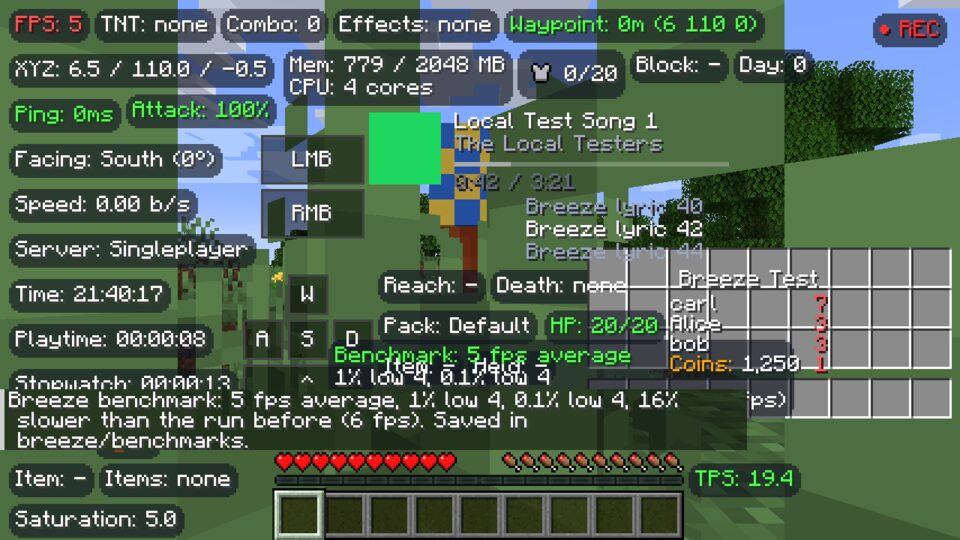 FPS: 5 TNT: none Combo: 0 Effects: none Waypoint: 0m (6 110 0) REC
XYZ: 6.5 / 110.0 / -0.5 Mem: 779 / 2048 MB 0/20 Block: - Day: 0
CPU: 4 cores
Ping: 0ms Attack: 100%
Local Test Song 1
The Local Testers
Facing: South (0°) LMB
0:42 / 3:21
Speed: 0.00 b/s RMB
Breeze lyric 40
Breeze lyric 42
Breeze lyric 44
Server: Singleplayer
Breeze Test
Time: 21:40:17 W Reach: - Death: none
carl 7
Alice 3
bob 3
Coins: 1,250 1
Playtime: 00:00:08 A S D Pack: Default HP: 20/20
Benchmark: 5 fps average
1% low 4, 0.1% low 4
Stopwatch: 00:00:13 ^
Breeze benchmark: 5 fps average, 1% low 4, 0.1% low 4, 16%
slower than the run before (6 fps). Saved in
breeze/benchmarks.
fps)
Item: - Items: none TPS: 19.4
Saturation: 5.0